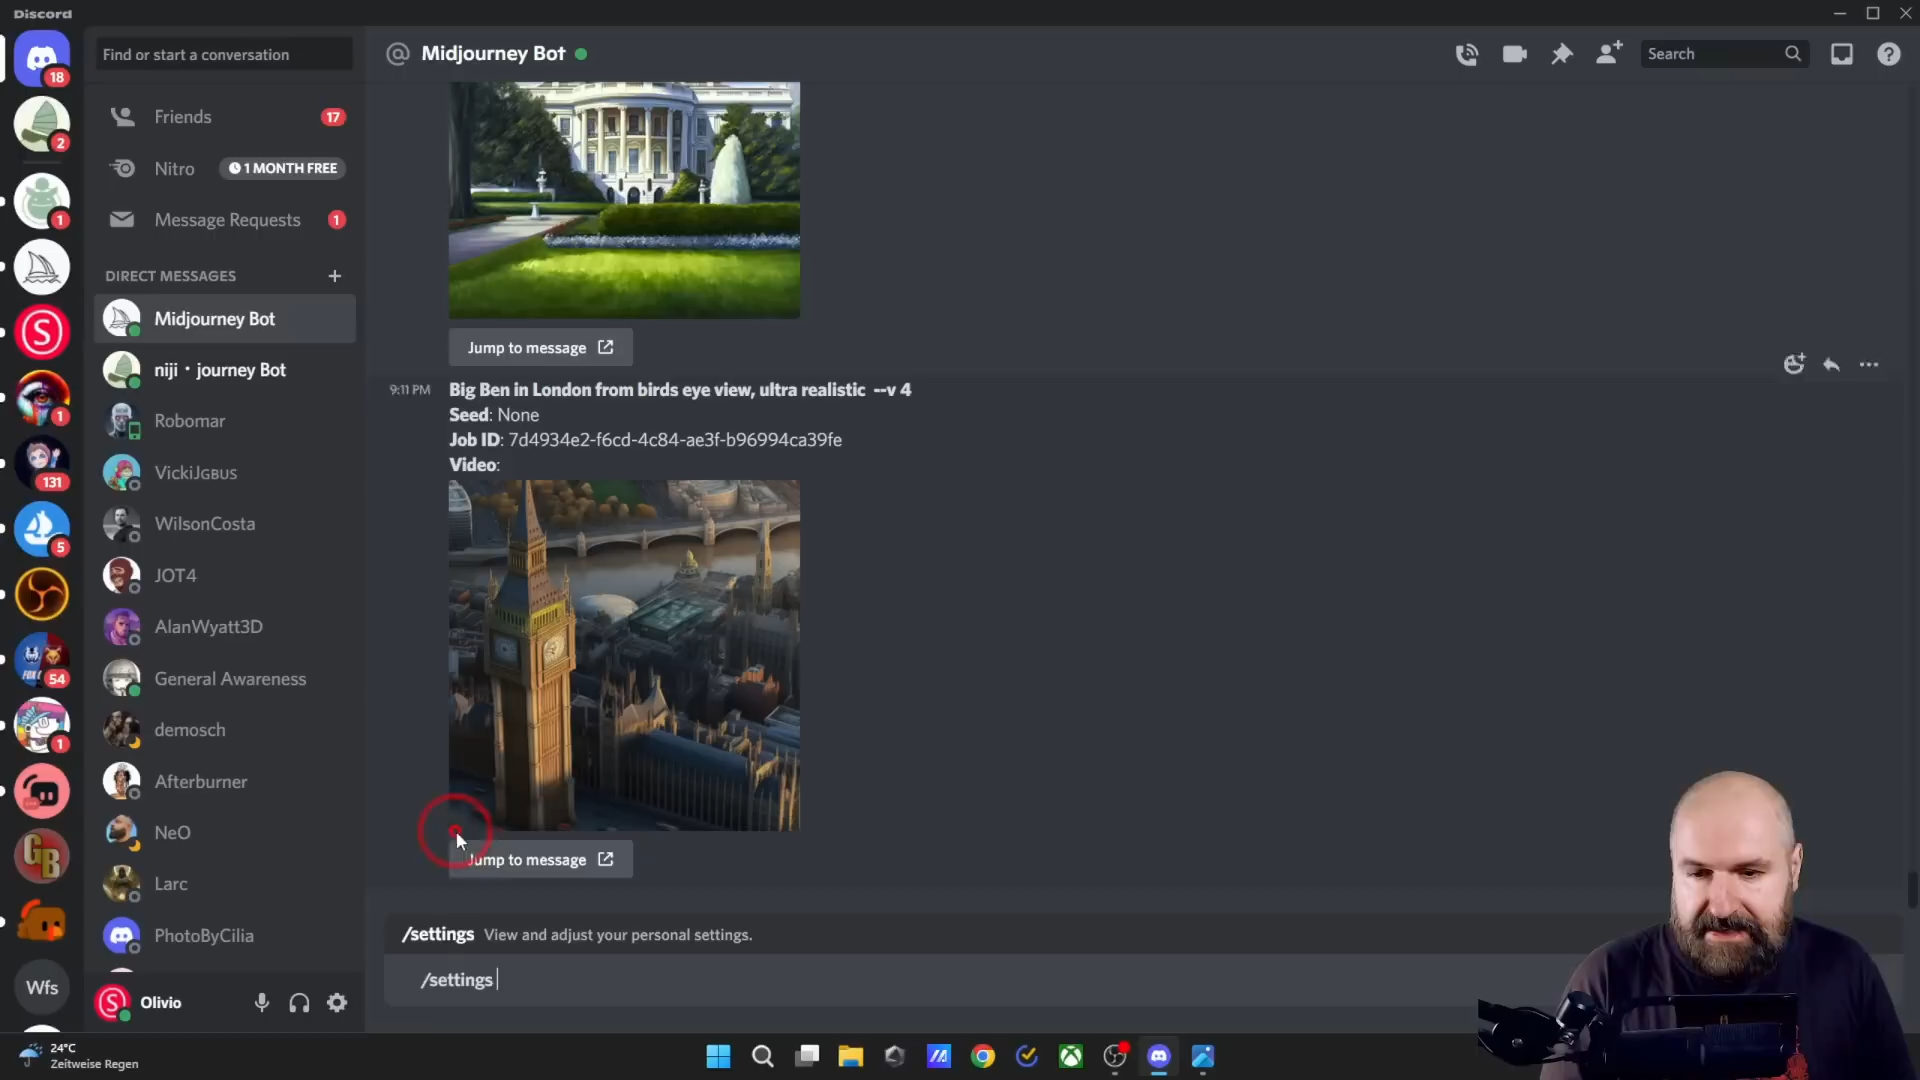 Discord
Find or start a conversation
Midjourney Bot
Search
18
2
1
1
131
5
54
1
Wfs
Friends
17
Nitro
1 MONTH FREE
Message Requests
1
DIRECT MESSAGES
Midjourney Bot
niji・journey Bot
Robomar
VickiJGBUS
WilsonCosta
JOT4
AlanWyatt3D
General Awareness
demosch
Afterburner
NeO
Larc
PhotoByCilia
Olivio
Jump to message
9:11 PM
Big Ben in London from birds eye view, ultra realistic --v 4
Seed: None
Job ID: 7d4934e2-f6cd-4c84-ae3f-b96994ca39fe
Video:
Jump to message
/settings View and adjust your personal settings.
/settings
24°C
Zeitweise Regen